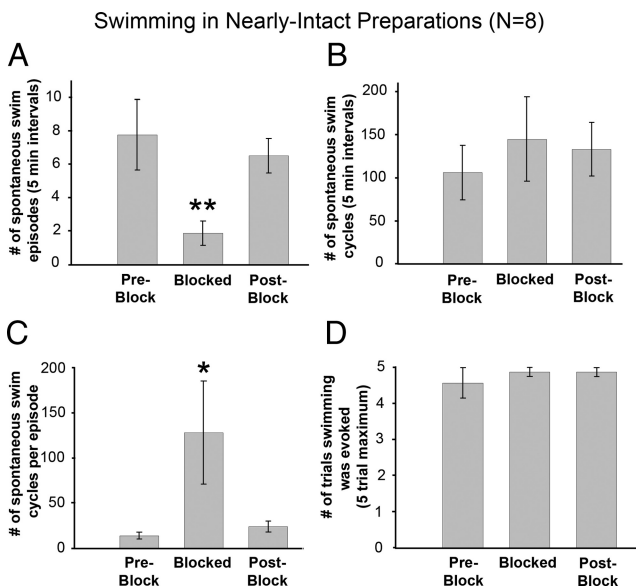 Swimming in Nearly-Intact Preparations (N=8)
A
# of spontaneous swim
episodes (5 min intervals)
10
8
6
4
2
0
**
Pre-
Block
Blocked
Post-
Block
B
# of spontaneous swim
cycles (5 min intervals)
200
150
100
50
0
Pre-
Block
Blocked
Post-
Block
C
# of spontaneous swim
cycles per episode
200
150
100
50
0
*
Pre-
Block
Blocked
Post-
Block
D
# of trials swimming
was evoked
(5 trial maximum)
5
4
3
2
1
0
Pre-
Block
Blocked
Post-
Block